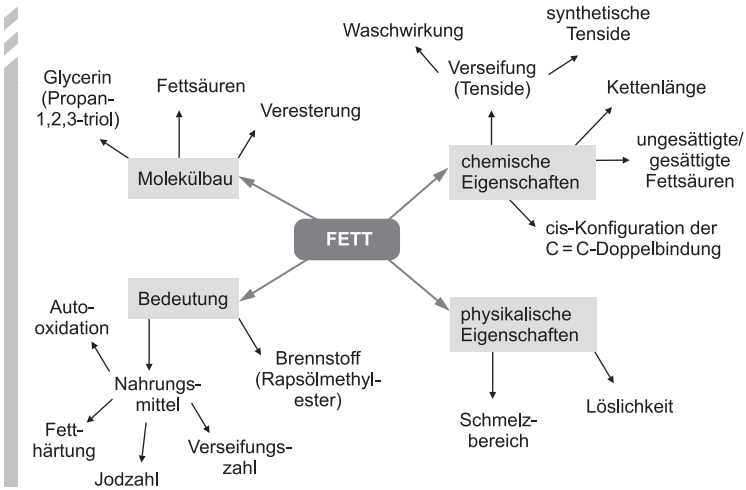 Waschwirkung
synthetische
Tenside
Verseifung
(Tenside)
Glycerin
(Propan-
1,2,3-triol)
Fettsäuren
Veresterung
Kettenlänge
ungesättigte/
gesättigte
Fettsäuren
Molekülbau
chemische
Eigenschaften
cis-Konfiguration der
C=C-Doppelbindung
FETT
Bedeutung
physikalische
Eigenschaften
Auto-
oxidation
Nahrungs-
mittel
Brennstoff
(Rapsölmethyl-
ester)
Fett-
härtung
Jodzahl
Verseifungs-
zahl
Schmelz-
bereich
Löslichkeit